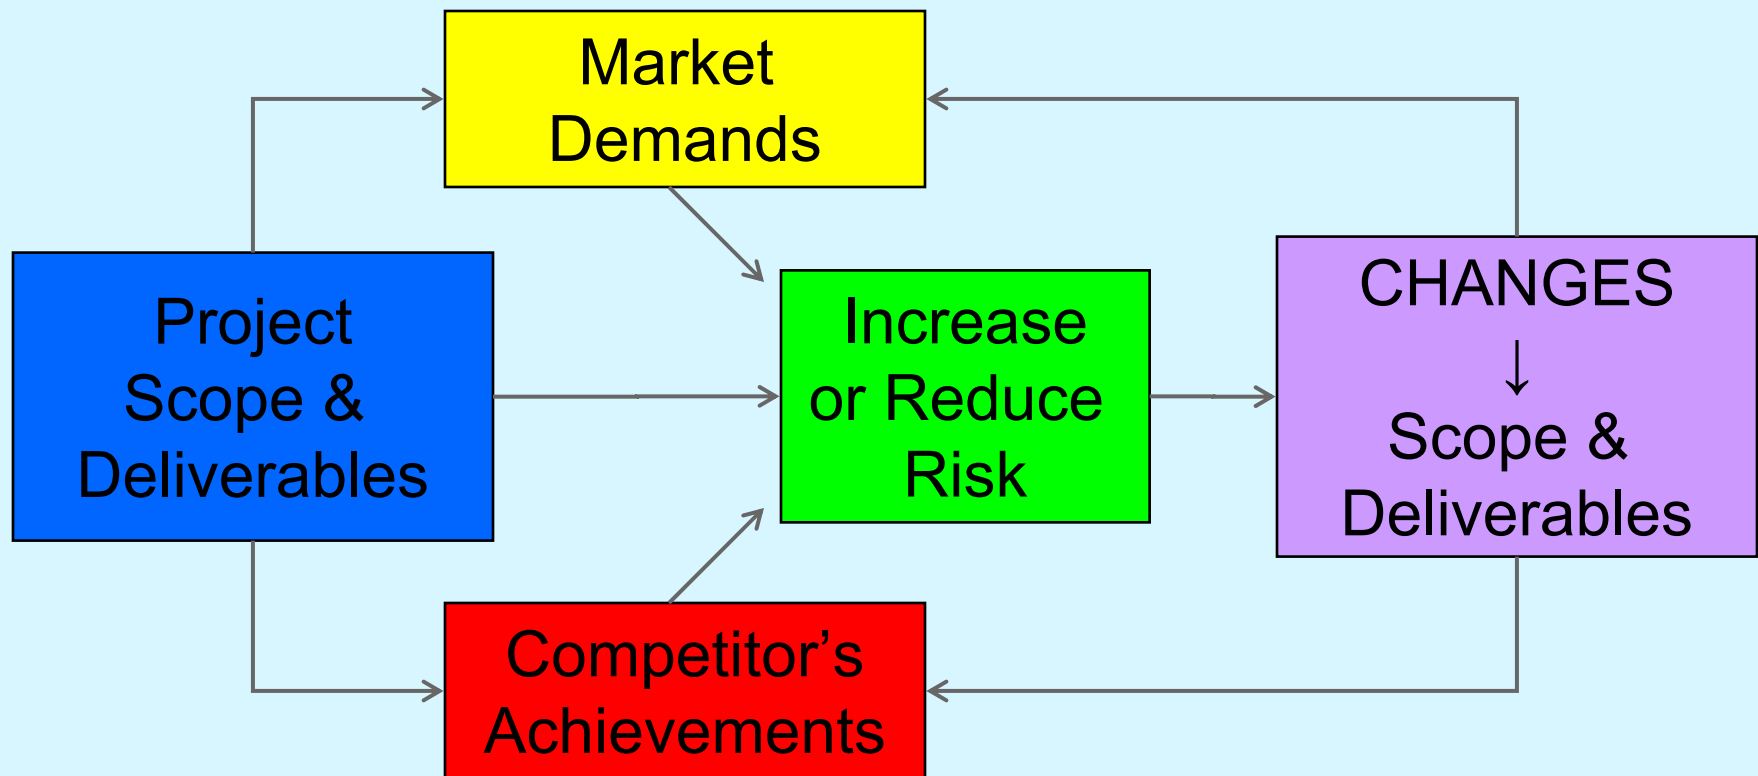 Market
Demands
Project
Scope &
Deliverables
Increase
or Reduce
Risk
CHANGES
↓
Scope &
Deliverables
Competitor’s
Achievements